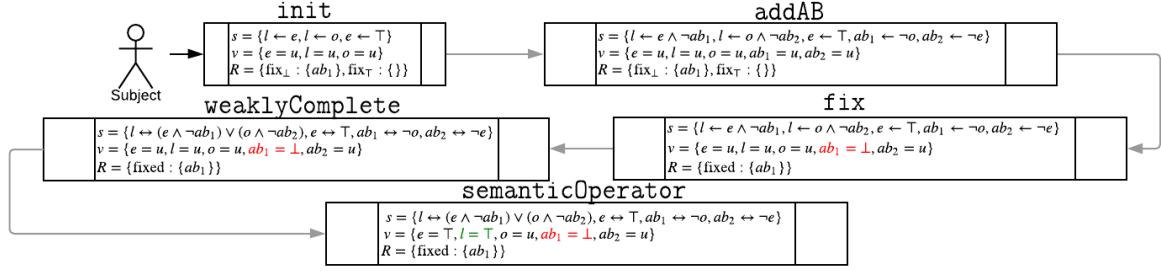 init
s = {l ← e, l ← o, e ← ⊤}
v = {e = u, l = u, o = u}
R = {fix⊥ : {ab₁}, fix⊤ : {}}
Subject
addAB
s = {l ← e ∧ ¬ab₁, l ← o ∧ ¬ab₂, e ← ⊤, ab₁ ← ¬o, ab₂ ← ¬e}
v = {e = u, l = u, o = u, ab₁ = u, ab₂ = u}
R = {fix⊥ : {ab₁}, fix⊤ : {}}
fix
s = {l ← e ∧ ¬ab₁, l ← o ∧ ¬ab₂, e ← ⊤, ab₁ ← ¬o, ab₂ ← ¬e}
v = {e = u, l = u, o = u, ab₁ = ⊥, ab₂ = u}
R = {fixed : {ab₁}}
weaklyComplete
s = {l ↔ (e ∧ ¬ab₁) ∨ (o ∧ ¬ab₂), e ↔ ⊤, ab₁ ↔ ¬o, ab₂ ↔ ¬e}
v = {e = u, l = u, o = u, ab₁ = ⊥, ab₂ = u}
R = {fixed : {ab₁}}
semanticOperator
s = {l ↔ (e ∧ ¬ab₁) ∨ (o ∧ ¬ab₂), e ↔ ⊤, ab₁ ↔ ¬o, ab₂ ↔ ¬e}
v = {e = ⊤, l = ⊤, o = u, ab₁ = ⊥, ab₂ = u}
R = {fixed : {ab₁}}